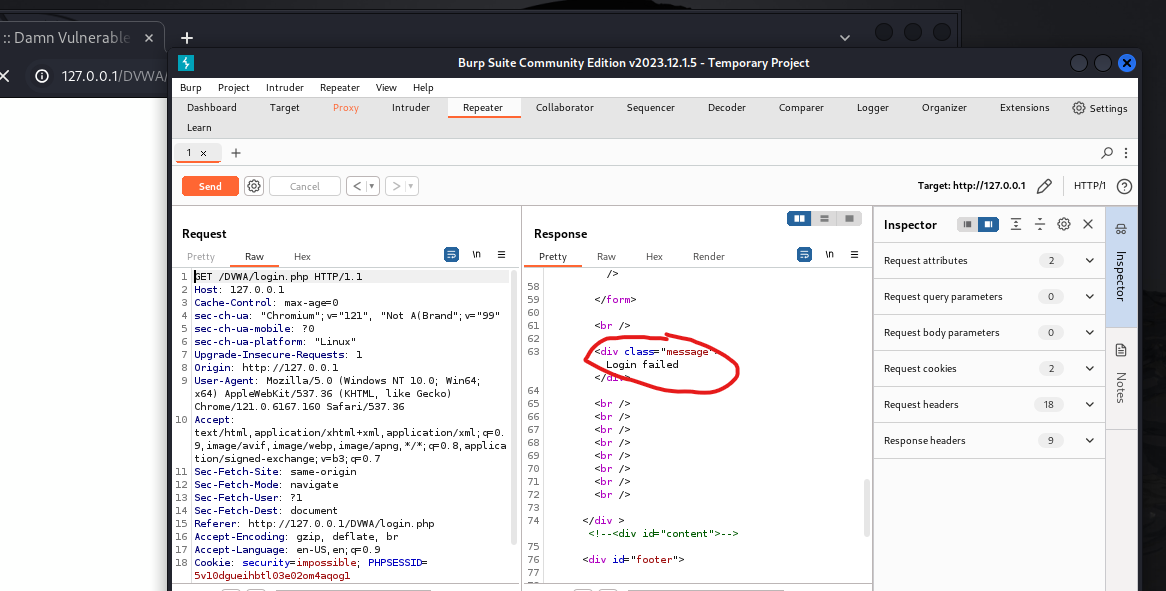 :: Damn Vulnerable
127.0.0.1/DVWA/
Burp Suite Community Edition v2023.12.1.5 - Temporary Project
Burp Project Intruder Repeater View Help
Dashboard Target Proxy Intruder Repeater Collaborator Sequencer Decoder Comparer Logger Organizer Extensions Settings
Learn
1 × +
Send Cancel < > Target: http://127.0.0.1 HTTP/1 ?
Request
Pretty Raw Hex \n
1 GET /DVWA/login.php HTTP/1.1
2 Host: 127.0.0.1
3 Cache-Control: max-age=0
4 sec-ch-ua: "Chromium";v="121", "Not A(Brand";v="99"
5 sec-ch-ua-mobile: ?0
6 sec-ch-ua-platform: "Linux"
7 Upgrade-Insecure-Requests: 1
8 Origin: http://127.0.0.1
9 User-Agent: Mozilla/5.0 (Windows NT 10.0; Win64;
x64) AppleWebKit/537.36 (KHTML, like Gecko)
Chrome/121.0.6167.160 Safari/537.36
10 Accept:
text/html,application/xhtml+xml,application/xml;q=0.
9,image/avif,image/webp,image/apng,*/*;q=0.8,applica
tion/signed-exchange;v=b3;q=0.7
11 Sec-Fetch-Site: same-origin
12 Sec-Fetch-Mode: navigate
13 Sec-Fetch-User: ?1
14 Sec-Fetch-Dest: document
15 Referer: http://127.0.0.1/DVWA/login.php
16 Accept-Encoding: gzip, deflate, br
17 Accept-Language: en-US,en;q=0.9
18 Cookie: security=impossible; PHPSESSID=
5v10dgueihbtl03e02om4aqog1
Response
Pretty Raw Hex Render \n
/>
58
59 </form>
60
61 <br />
62
63 <div class="message">
Login failed
</div>
64
65 <br />
66 <br />
67 <br />
68 <br />
69 <br />
70 <br />
71 <br />
72 <br />
73
74 </div >
<!--<div id="content">-->
75
76 <div id="footer">
77
Inspector
Request attributes 2
Request query parameters 0
Request body parameters 0
Request cookies 2
Request headers 18
Response headers 9
Inspector
Notes